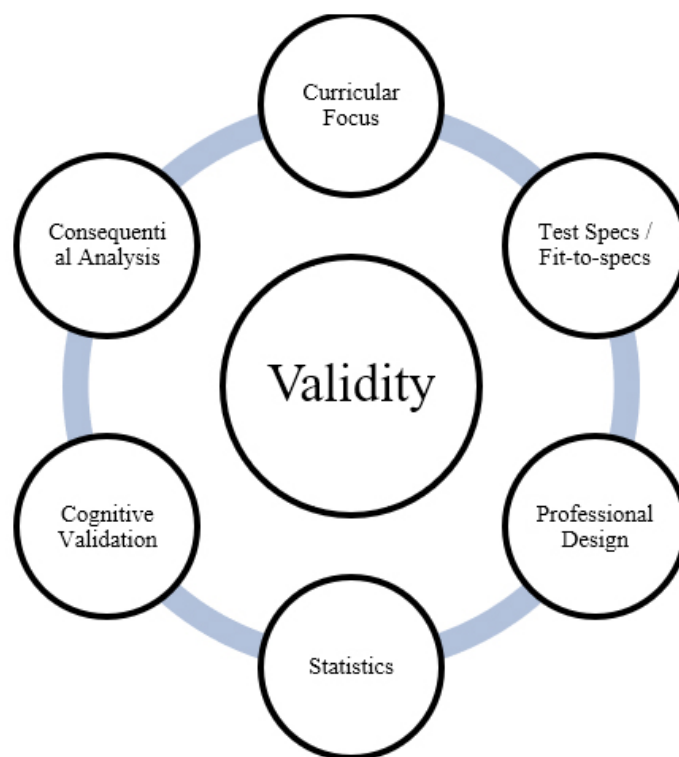 Curricular
Focus
Consequenti
al Analysis
Test Specs /
Fit-to-specs
Validity
Cognitive
Validation
Professional
Design
Statistics